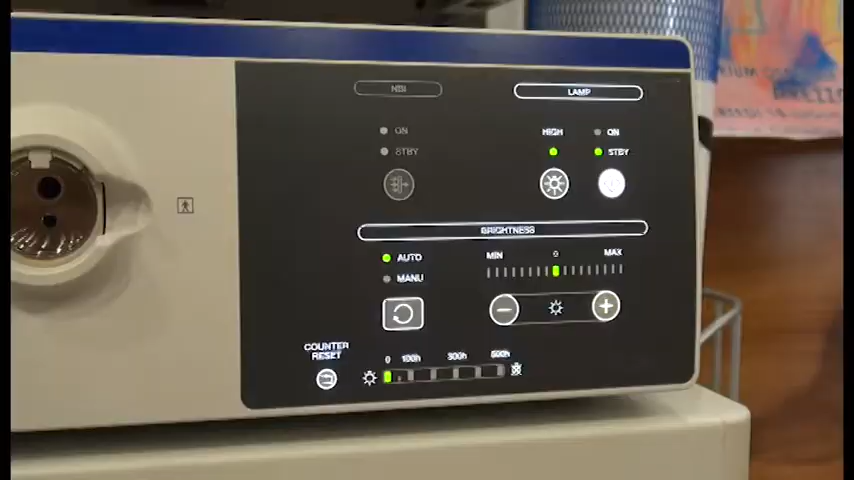 NBI
LAMP
ON
STBY
HIGH
ON
STBY
BRIGHTNESS
AUTO
MANU
MIN
0
MAX
COUNTER
RESET
0 100h 300h 500h